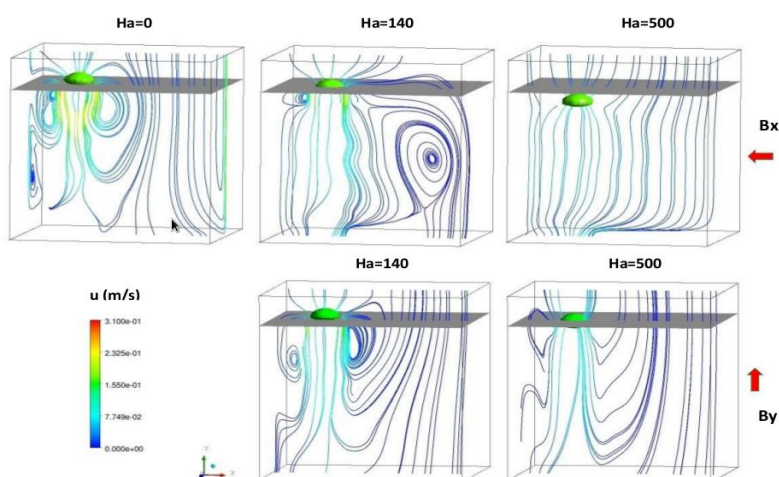 Ha=0 Ha=140 Ha=500
Bx
Ha=140 Ha=500
u (m/s)
3.100e-01
2.325e-01
1.550e-01
7.749e-02
0.000e+00
By
Y
X